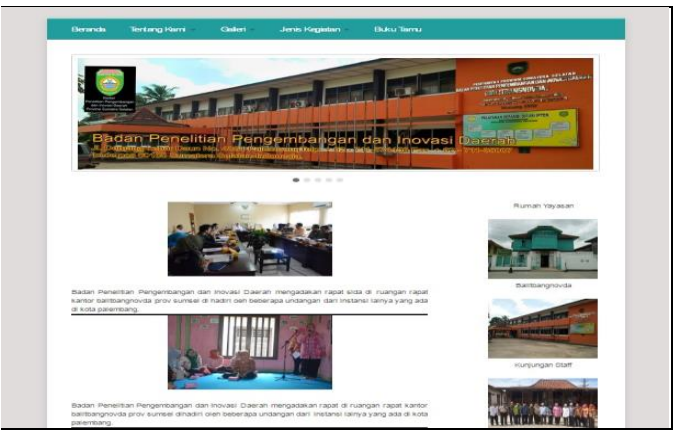 Beranda Tentang Kami Galleri Jenis Kegiatan Buku Tamu
Badan Penelitian Pengembangan dan Inovasi Daerah
Rumah Yayasan
Balitbangnovda
Kunjungan Staff
Badan Penelitian Pengembangan dan Inovasi Daerah mengadakan rapat sida di ruangan rapat
kantor balitbangnovda prov sumsel di hadiri oleh beberapa undangan dari instansi lainya yang ada
di kota palembang.
Badan Penelitian Pengembangan dan Inovasi Daerah mengadakan rapat di ruangan rapat kantor
balitbangnovda prov sumsel dihadiri oleh beberapa undangan dari instansi lainya yang ada di kota
palembang.